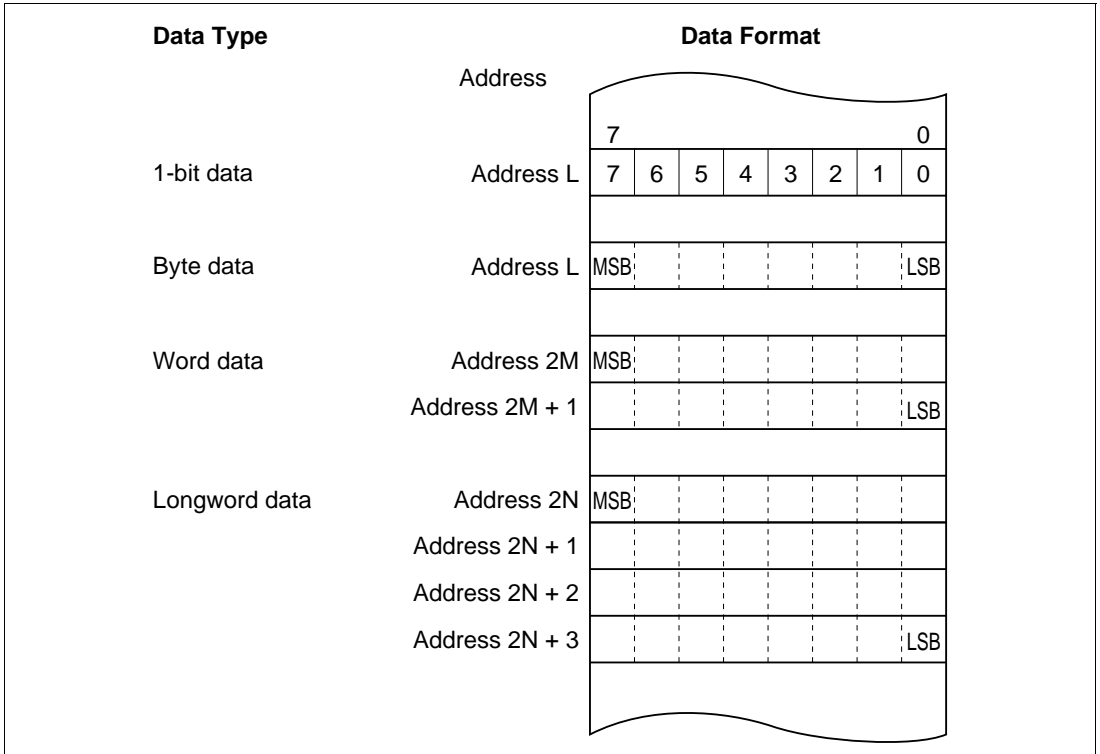 Data Type Data Format
Address
7 0
1-bit data Address L 7 6 5 4 3 2 1 0
Byte data Address L MSB LSB
Word data Address 2M MSB
Address 2M + 1 LSB
Longword data Address 2N MSB
Address 2N + 1
Address 2N + 2
Address 2N + 3 LSB